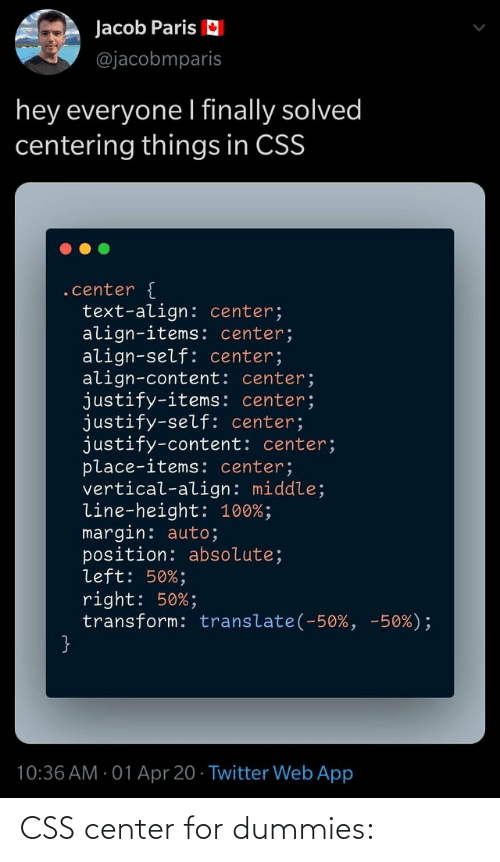 Jacob Paris 🇨🇦
@jacobmparis
hey everyone I finally solved
centering things in CSS
.center {
text-align: center;
align-items: center;
align-self: center;
align-content: center;
justify-items: center;
justify-self: center;
justify-content: center;
place-items: center;
vertical-align: middle;
line-height: 100%;
margin: auto;
position: absolute;
left: 50%;
right: 50%;
transform: translate(-50%, -50%);
}
10:36 AM · 01 Apr 20 · Twitter Web App
CSS center for dummies: